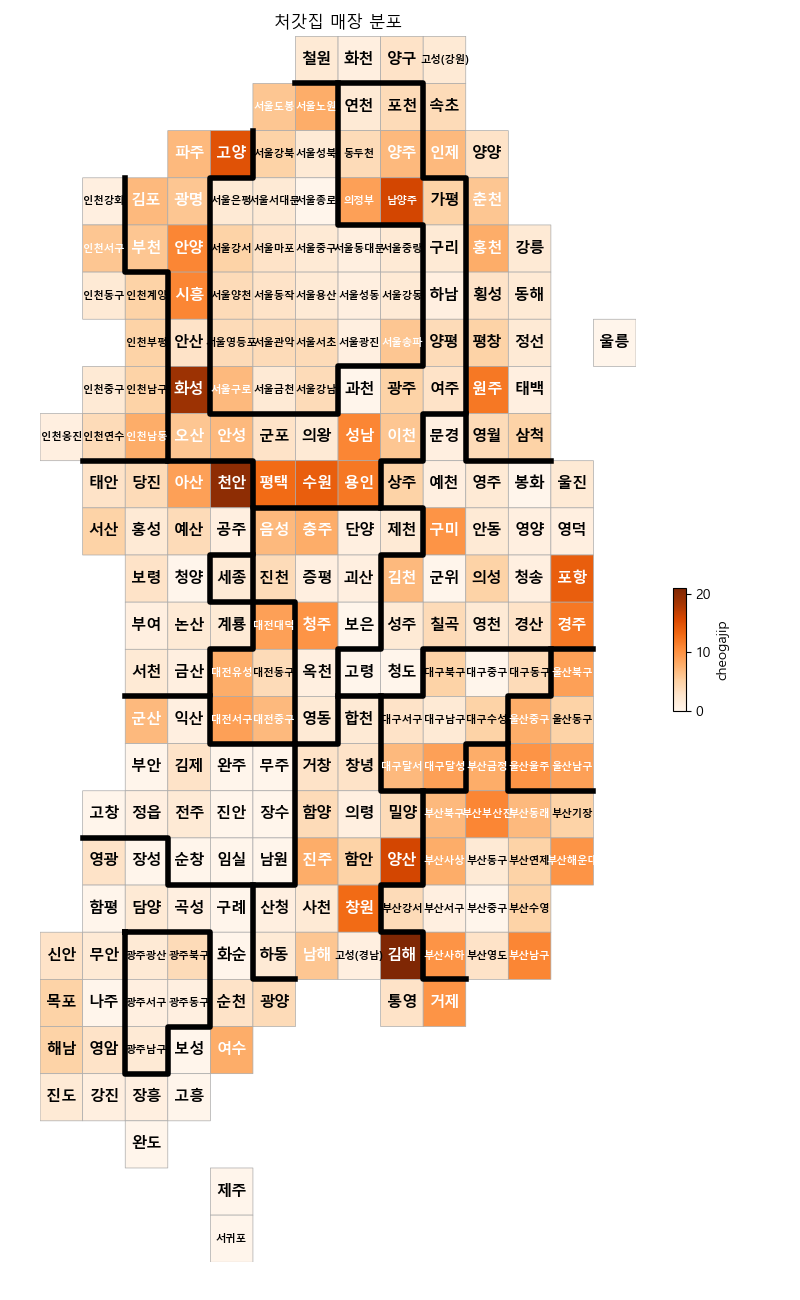 처갓집 매장 분포
철원 화천 양구 고성(강원)
서울도봉 서울노원 연천 포천 속초
파주 고양 서울강북 서울성북 동두천 양주 인제 양양
인천강화 김포 광명 서울은평 서울서대문 서울종로 의정부 남양주 가평 춘천
인천서구 부천 안양 서울강서 서울마포 서울중구 서울동대문 서울중랑 구리 홍천 강릉
인천동구 인천계양 시흥 서울양천 서울동작 서울용산 서울성동 서울강동 하남 횡성 동해
인천부평 안산 서울영등포 서울관악 서울서초 서울광진 서울송파 양평 평창 정선 울릉
인천중구 인천남구 화성 서울구로 서울금천 서울강남 과천 광주 여주 원주 태백
인천옹진 인천연수 인천남동 오산 안성 군포 의왕 성남 이천 문경 영월 삼척
태안 당진 아산 천안 평택 수원 용인 상주 예천 영주 봉화 울진
서산 홍성 예산 공주 음성 충주 단양 제천 구미 안동 영양 영덕
보령 청양 세종 진천 증평 괴산 김천 군위 의성 청송 포항
20
부여 논산 계룡 대전대덕 청주 보은 성주 칠곡 영천 경산 경주
10
cheogajip
서천 금산 대전유성 대전동구 옥천 고령 청도 대구북구 대구중구 대구동구 울산북구
0
군산 익산 대전서구 대전중구 영동 합천 대구서구 대구남구 대구수성 울산중구 울산동구
부안 김제 완주 무주 거창 창녕 대구달서 대구달성 부산금정 울산울주 울산남구
고창 정읍 전주 진안 장수 함양 의령 밀양 부산북구 부산부산진 부산동래 부산기장
영광 장성 순창 임실 남원 진주 함안 양산 부산사상 부산동구 부산연제 부산해운대
함평 담양 곡성 구례 산청 사천 창원 부산강서 부산서구 부산중구 부산수영
신안 무안 광주광산 광주북구 화순 하동 남해 고성(경남) 김해 부산사하 부산영도 부산남구
목포 나주 광주서구 광주동구 순천 광양 통영 거제
해남 영암 광주남구 보성 여수
진도 강진 장흥 고흥
완도
제주
서귀포